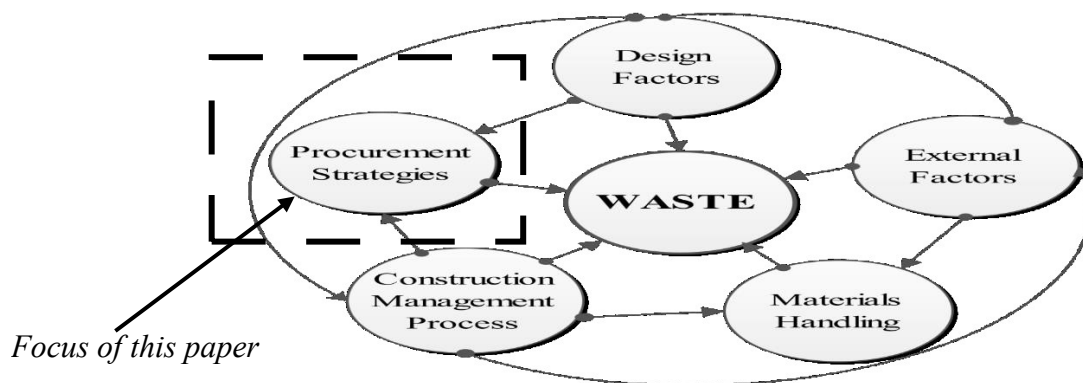 Design
Factors
Procurement
Strategies
External
Factors
WASTE
Construction
Management
Process
Materials
Handling
Focus of this paper